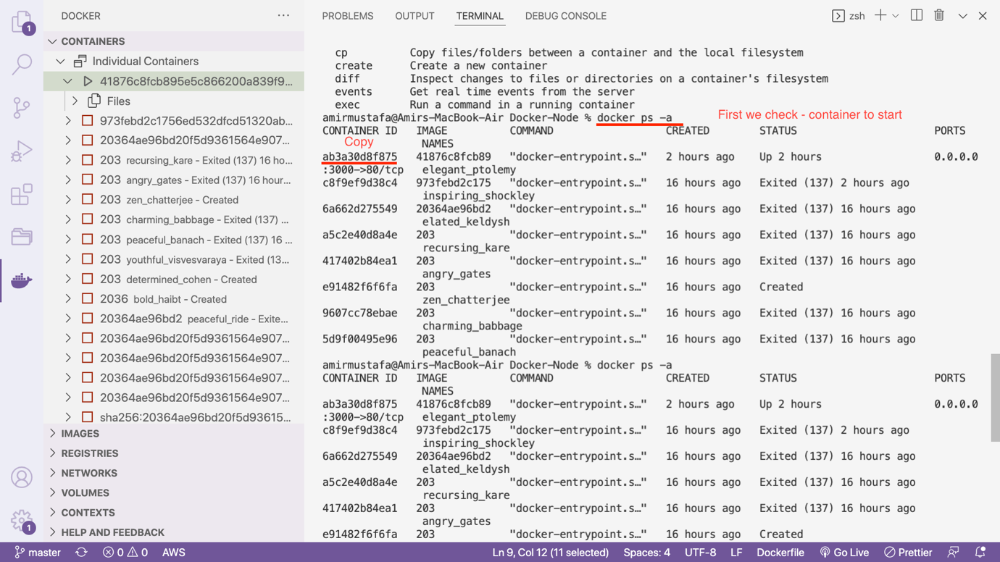 DOCKER
1
CONTAINERS
Individual Containers
41876c8fcb895e5c866200a839f9...
Files
973febd2c1756ed532dfcd51320ab...
20364ae96bd20f5d9361564e907...
203 recursing_kare - Exited (137) 16 ho...
203 angry_gates - Exited (137) 16 hour...
203 zen_chatterjee - Created
203 charming_babbage - Exited (137) ...
203 peaceful_banach - Exited (137) 16 ...
203 youthful_visvesvaraya - Exited (13...
203 determined_cohen - Created
2036 bold_haibt - Created
20364ae96bd2 peaceful_ride - Exite...
20364ae96bd20f5d9361564e907...
20364ae96bd20f5d9361564e907...
20364ae96bd20f5d9361564e907...
20364ae96bd20f5d9361564e907...
sha256:20364ae96bd20f5d93615...
IMAGES
REGISTRIES
NETWORKS
VOLUMES
CONTEXTS
HELP AND FEEDBACK
1
PROBLEMS OUTPUT TERMINAL DEBUG CONSOLE zsh
cp Copy files/folders between a container and the local filesystem
create Create a new container
diff Inspect changes to files or directories on a container's filesystem
events Get real time events from the server
exec Run a command in a running container
amirmustafa@Amirs-MacBook-Air Docker-Node % docker ps -a First we check - container to start
CONTAINER ID IMAGE COMMAND CREATED STATUS PORTS
Copy NAMES
ab3a30d8f875 41876c8fcb89 "docker-entrypoint.s…" 2 hours ago Up 2 hours 0.0.0.0
:3000->80/tcp elegant_ptolemy
c8f9ef9d38c4 973febd2c175 "docker-entrypoint.s…" 16 hours ago Exited (137) 2 hours ago
inspiring_shockley
6a662d275549 20364ae96bd2 "docker-entrypoint.s…" 16 hours ago Exited (137) 16 hours ago
elated_keldysh
a5c2e40d8a4e 203 "docker-entrypoint.s…" 16 hours ago Exited (137) 16 hours ago
recursing_kare
417402b84ea1 203 "docker-entrypoint.s…" 16 hours ago Exited (137) 16 hours ago
angry_gates
e91482f6f6fa 203 "docker-entrypoint.s…" 16 hours ago Created
zen_chatterjee
9607cc78ebae 203 "docker-entrypoint.s…" 16 hours ago Exited (137) 16 hours ago
charming_babbage
5d9f00495e96 203 "docker-entrypoint.s…" 16 hours ago Exited (137) 16 hours ago
peaceful_banach
amirmustafa@Amirs-MacBook-Air Docker-Node % docker ps -a
CONTAINER ID IMAGE COMMAND CREATED STATUS PORTS
NAMES
ab3a30d8f875 41876c8fcb89 "docker-entrypoint.s…" 2 hours ago Up 2 hours 0.0.0.0
:3000->80/tcp elegant_ptolemy
c8f9ef9d38c4 973febd2c175 "docker-entrypoint.s…" 16 hours ago Exited (137) 2 hours ago
inspiring_shockley
6a662d275549 20364ae96bd2 "docker-entrypoint.s…" 16 hours ago Exited (137) 16 hours ago
elated_keldysh
a5c2e40d8a4e 203 "docker-entrypoint.s…" 16 hours ago Exited (137) 16 hours ago
recursing_kare
417402b84ea1 203 "docker-entrypoint.s…" 16 hours ago Exited (137) 16 hours ago
angry_gates
e91482f6f6fa 203 "docker-entrypoint.s…" 16 hours ago Created
master 0 0 AWS Ln 9, Col 12 (11 selected) Spaces: 4 UTF-8 LF Dockerfile Go Live Prettier